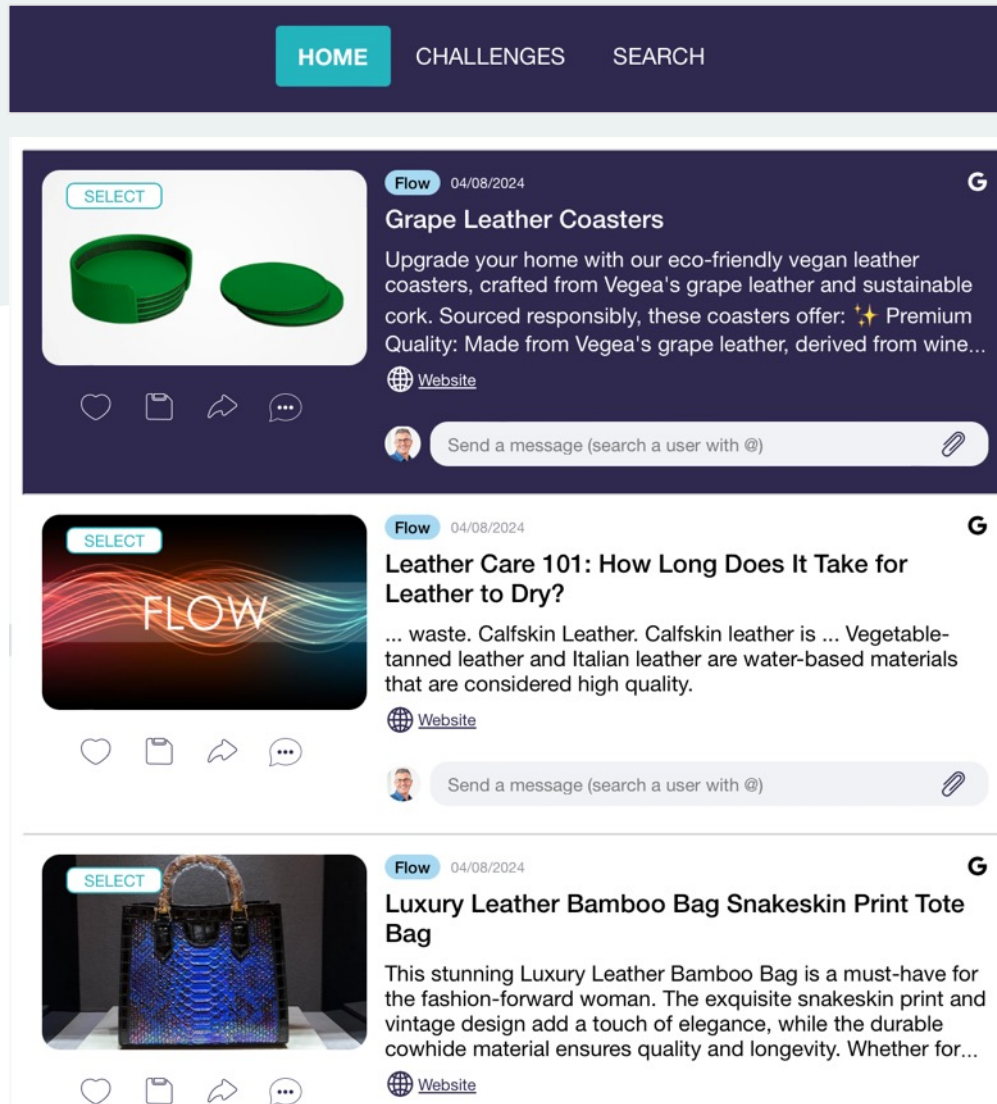 HOME CHALLENGES SEARCH
SELECT
Flow 04/08/2024 G
Grape Leather Coasters
Upgrade your home with our eco-friendly vegan leather
coasters, crafted from Vegea's grape leather and sustainable
cork. Sourced responsibly, these coasters offer: ✨ Premium
Quality: Made from Vegea's grape leather, derived from wine...
Website
Send a message (search a user with @)
SELECT
FLOW
Flow 04/08/2024 G
Leather Care 101: How Long Does It Take for
Leather to Dry?
... waste. Calfskin Leather. Calfskin leather is ... Vegetable-
tanned leather and Italian leather are water-based materials
that are considered high quality.
Website
Send a message (search a user with @)
SELECT
Flow 04/08/2024 G
Luxury Leather Bamboo Bag Snakeskin Print Tote
Bag
This stunning Luxury Leather Bamboo Bag is a must-have for
the fashion-forward woman. The exquisite snakeskin print and
vintage design add a touch of elegance, while the durable
cowhide material ensures quality and longevity. Whether for...
Website